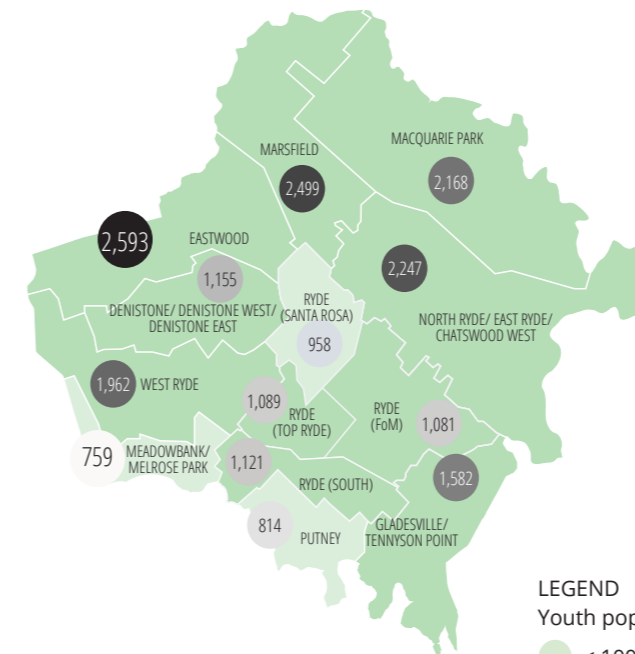 MARSFIELD
2,499
MACQUARIE PARK
2,168
2,593
EASTWOOD
1,155
DENISTONE/ DENISTONE WEST/
DENISTONE EAST
RYDE
(SANTA ROSA)
958
2,247
NORTH RYDE/ EAST RYDE/
CHATSWOOD WEST
1,962
WEST RYDE
1,089
RYDE
(TOP RYDE)
RYDE
(FoM)
1,081
759
MEADOWBANK/
MELROSE PARK
1,121
RYDE (SOUTH)
1,582
GLADESVILLE/
TENNYSON POINT
814
PUTNEY
LEGEND
Youth pop